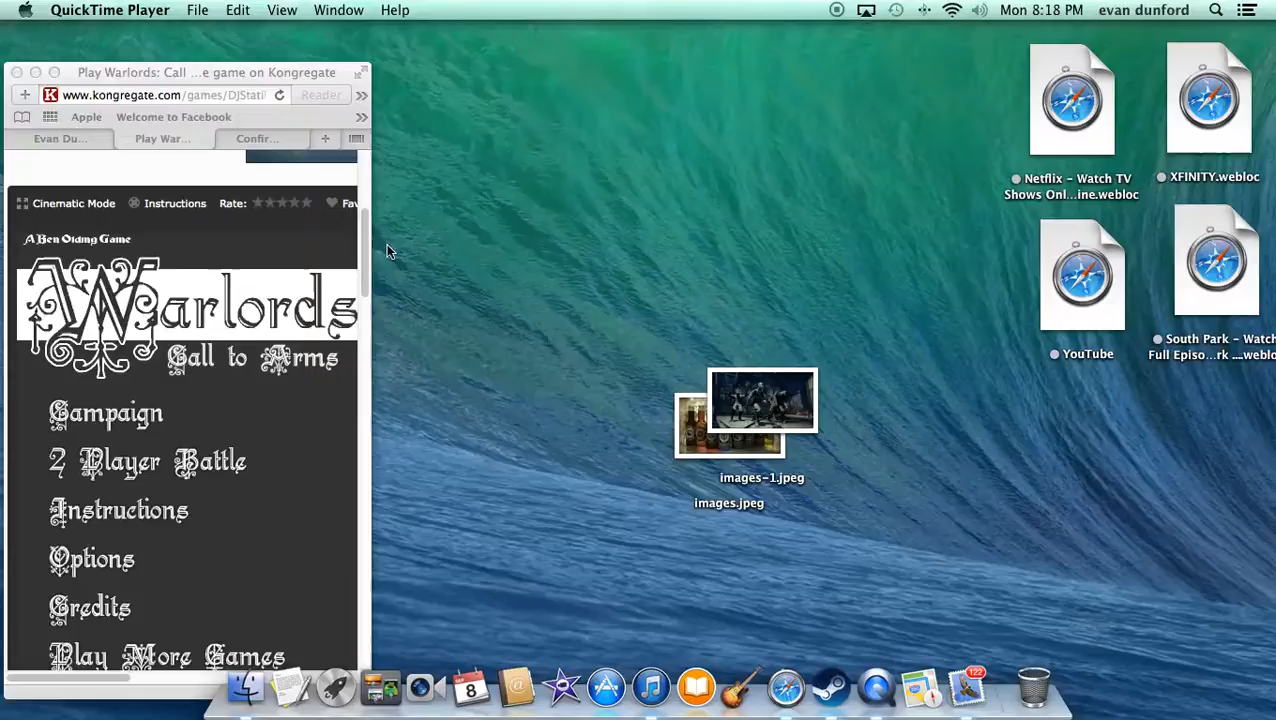 QuickTime Player File Edit View Window Help Mon 8:18 PM evan dunford
Play Warlords: Call ...e game on Kongregate
www.kongregate.com/games/DJStati
Reader
Apple Welcome to Facebook
Evan Du... Play War... Confir...
Cinematic Mode Instructions Rate: Fav
A Ben Olding Game
Warlords
Call to Arms
Campaign
2 Player Battle
Instructions
Options
Credits
Play More Games
Netflix - Watch TV
Shows Onl...ine.webloc
XFINITY.webloc
YouTube
South Park - Watch
Full Episo...rk ....weblo
images-1.jpeg
images.jpeg
8
122